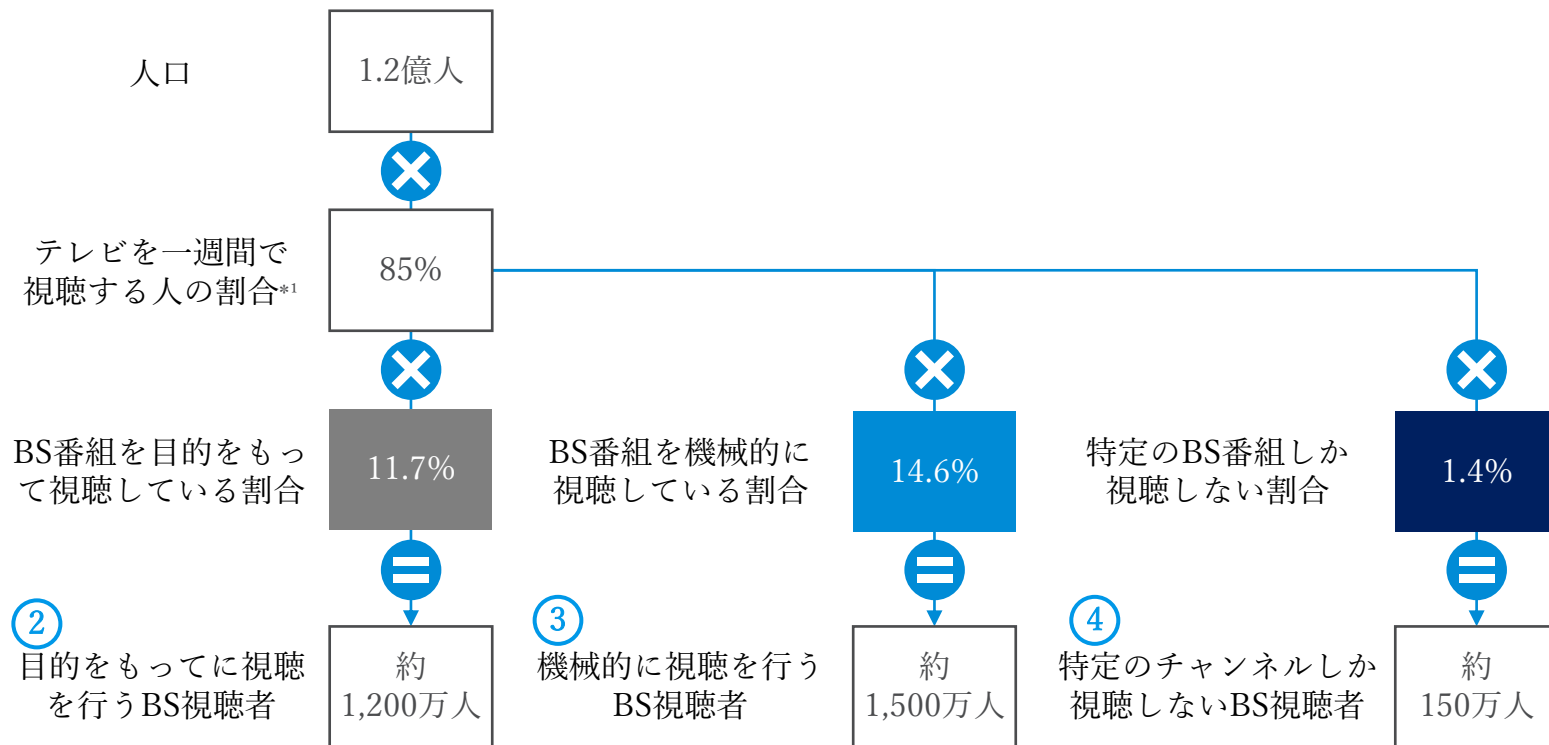 人口
1.2億人
テレビを一週間で
視聴する人の割合*1
85%
BS番組を目的をもっ
て視聴している割合
11.7%
BS番組を機械的に
視聴している割合
14.6%
特定のBS番組しか
視聴しない割合
1.4%
2
目的をもってに視聴
を行うBS視聴者
約
1,200万人
3
機械的に視聴を行う
BS視聴者
約
1,500万人
4
特定のチャンネルしか
視聴しないBS視聴者
約
150万人